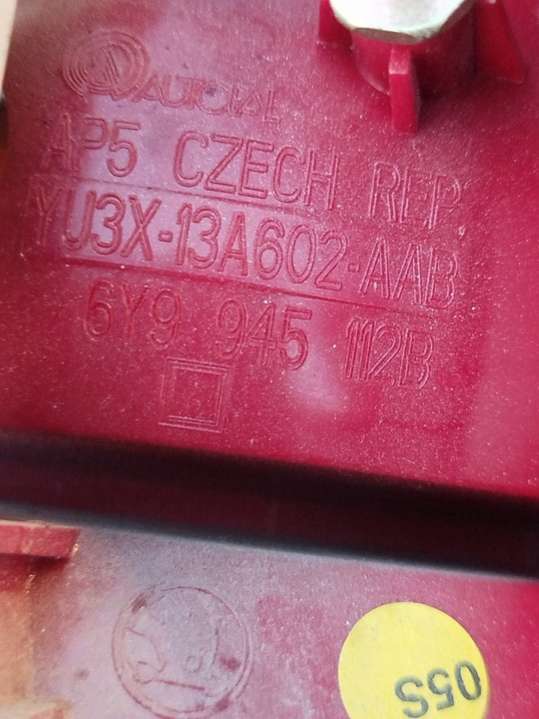 AUTOPAL
AP5 CZECH REP
YU3X-13A602-AAB
6Y9 945 112B
05S